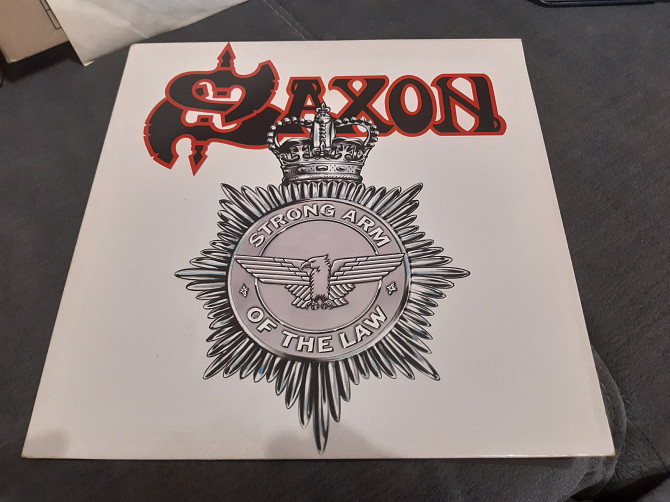 SAXON
STRONG ARM
OF THE LAW